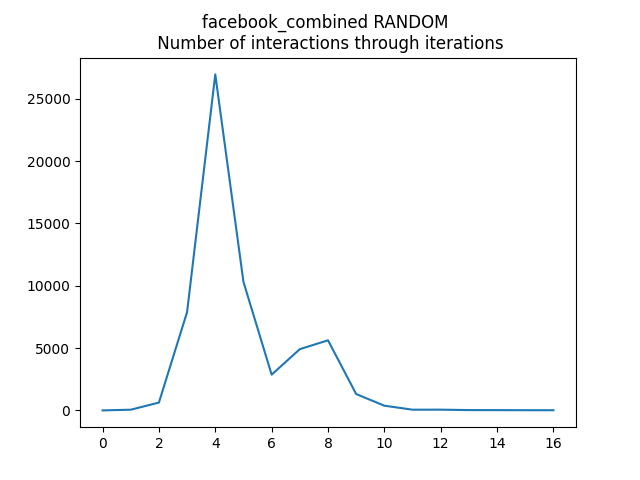 facebook_combined RANDOM
Number of interactions through iterations
25000
20000
15000
10000
5000
0
0 2 4 6 8 10 12 14 16